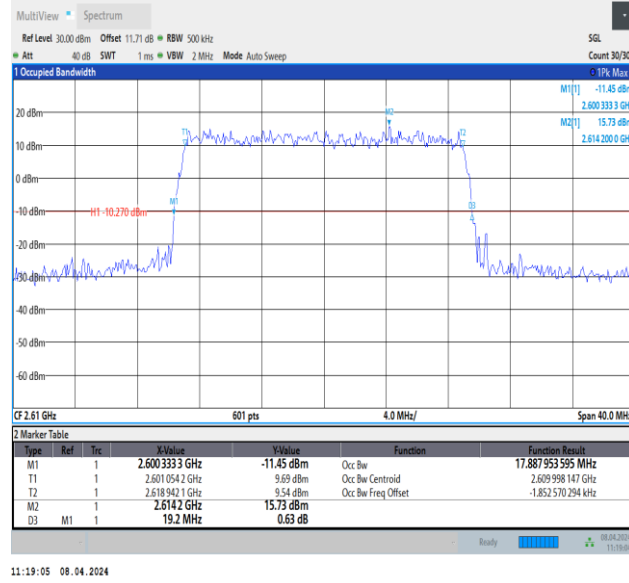 MultiView Spectrum
Ref Level 30.00 dBm Offset 11.71 dB RBW 500 kHz SGL
Att 40 dB SWT 1 ms VBW 2 MHz Mode Auto Sweep Count 30/30
1 Occupied Bandwidth 1Pk Max
M1[1] -11.45 dBm
2.600 333 3 GHz
M2[1] 15.73 dBm
2.614 200 0 GHz
20 dBm
M2
T1 T2
10 dBm
0 dBm
M1 D3
-10 dBm H1 -10.270 dBm
-20 dBm
-30 dBm
-40 dBm
-50 dBm
-60 dBm
CF 2.61 GHz 601 pts 4.0 MHz/ Span 40.0 MHz
2 Marker Table
Type Ref Trc X-Value Y-Value Function Function Result
M1 1 2.600 333 3 GHz -11.45 dBm Occ Bw 17.887 953 595 MHz
T1 1 2.601 054 2 GHz 9.69 dBm Occ Bw Centroid 2.609 998 147 GHz
T2 1 2.618 942 1 GHz 9.54 dBm Occ Bw Freq Offset -1.852 570 294 kHz
M2 1 2.614 2 GHz 15.73 dBm
D3 M1 1 19.2 MHz 0.63 dB
Ready 08.04.2024
11:19:05
11:19:05 08.04.2024